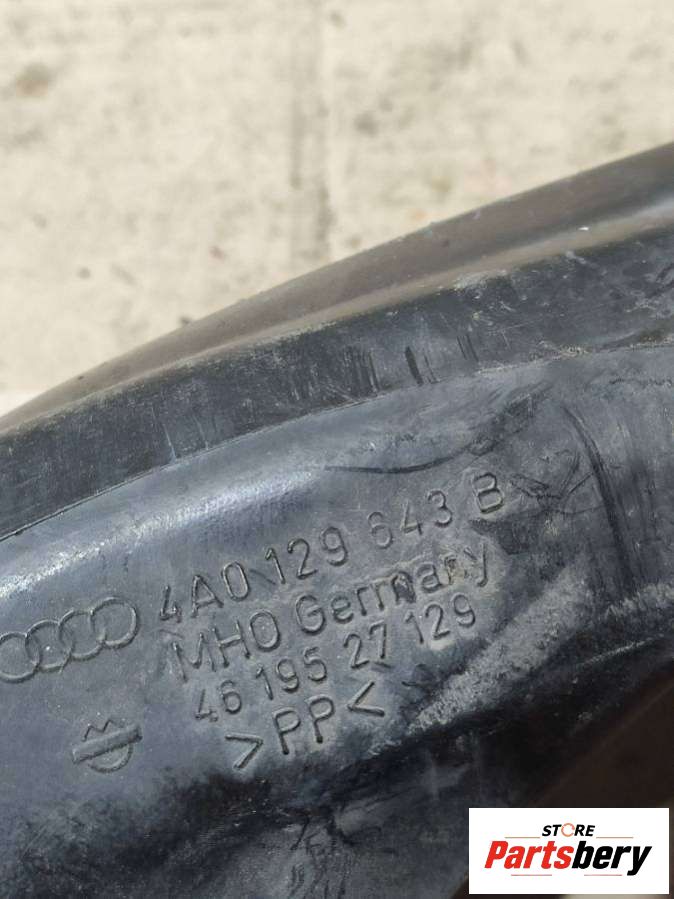 4A0 129 643 B
MHO Germany
46 195 27 129
>PP<
STORE
Partsbery